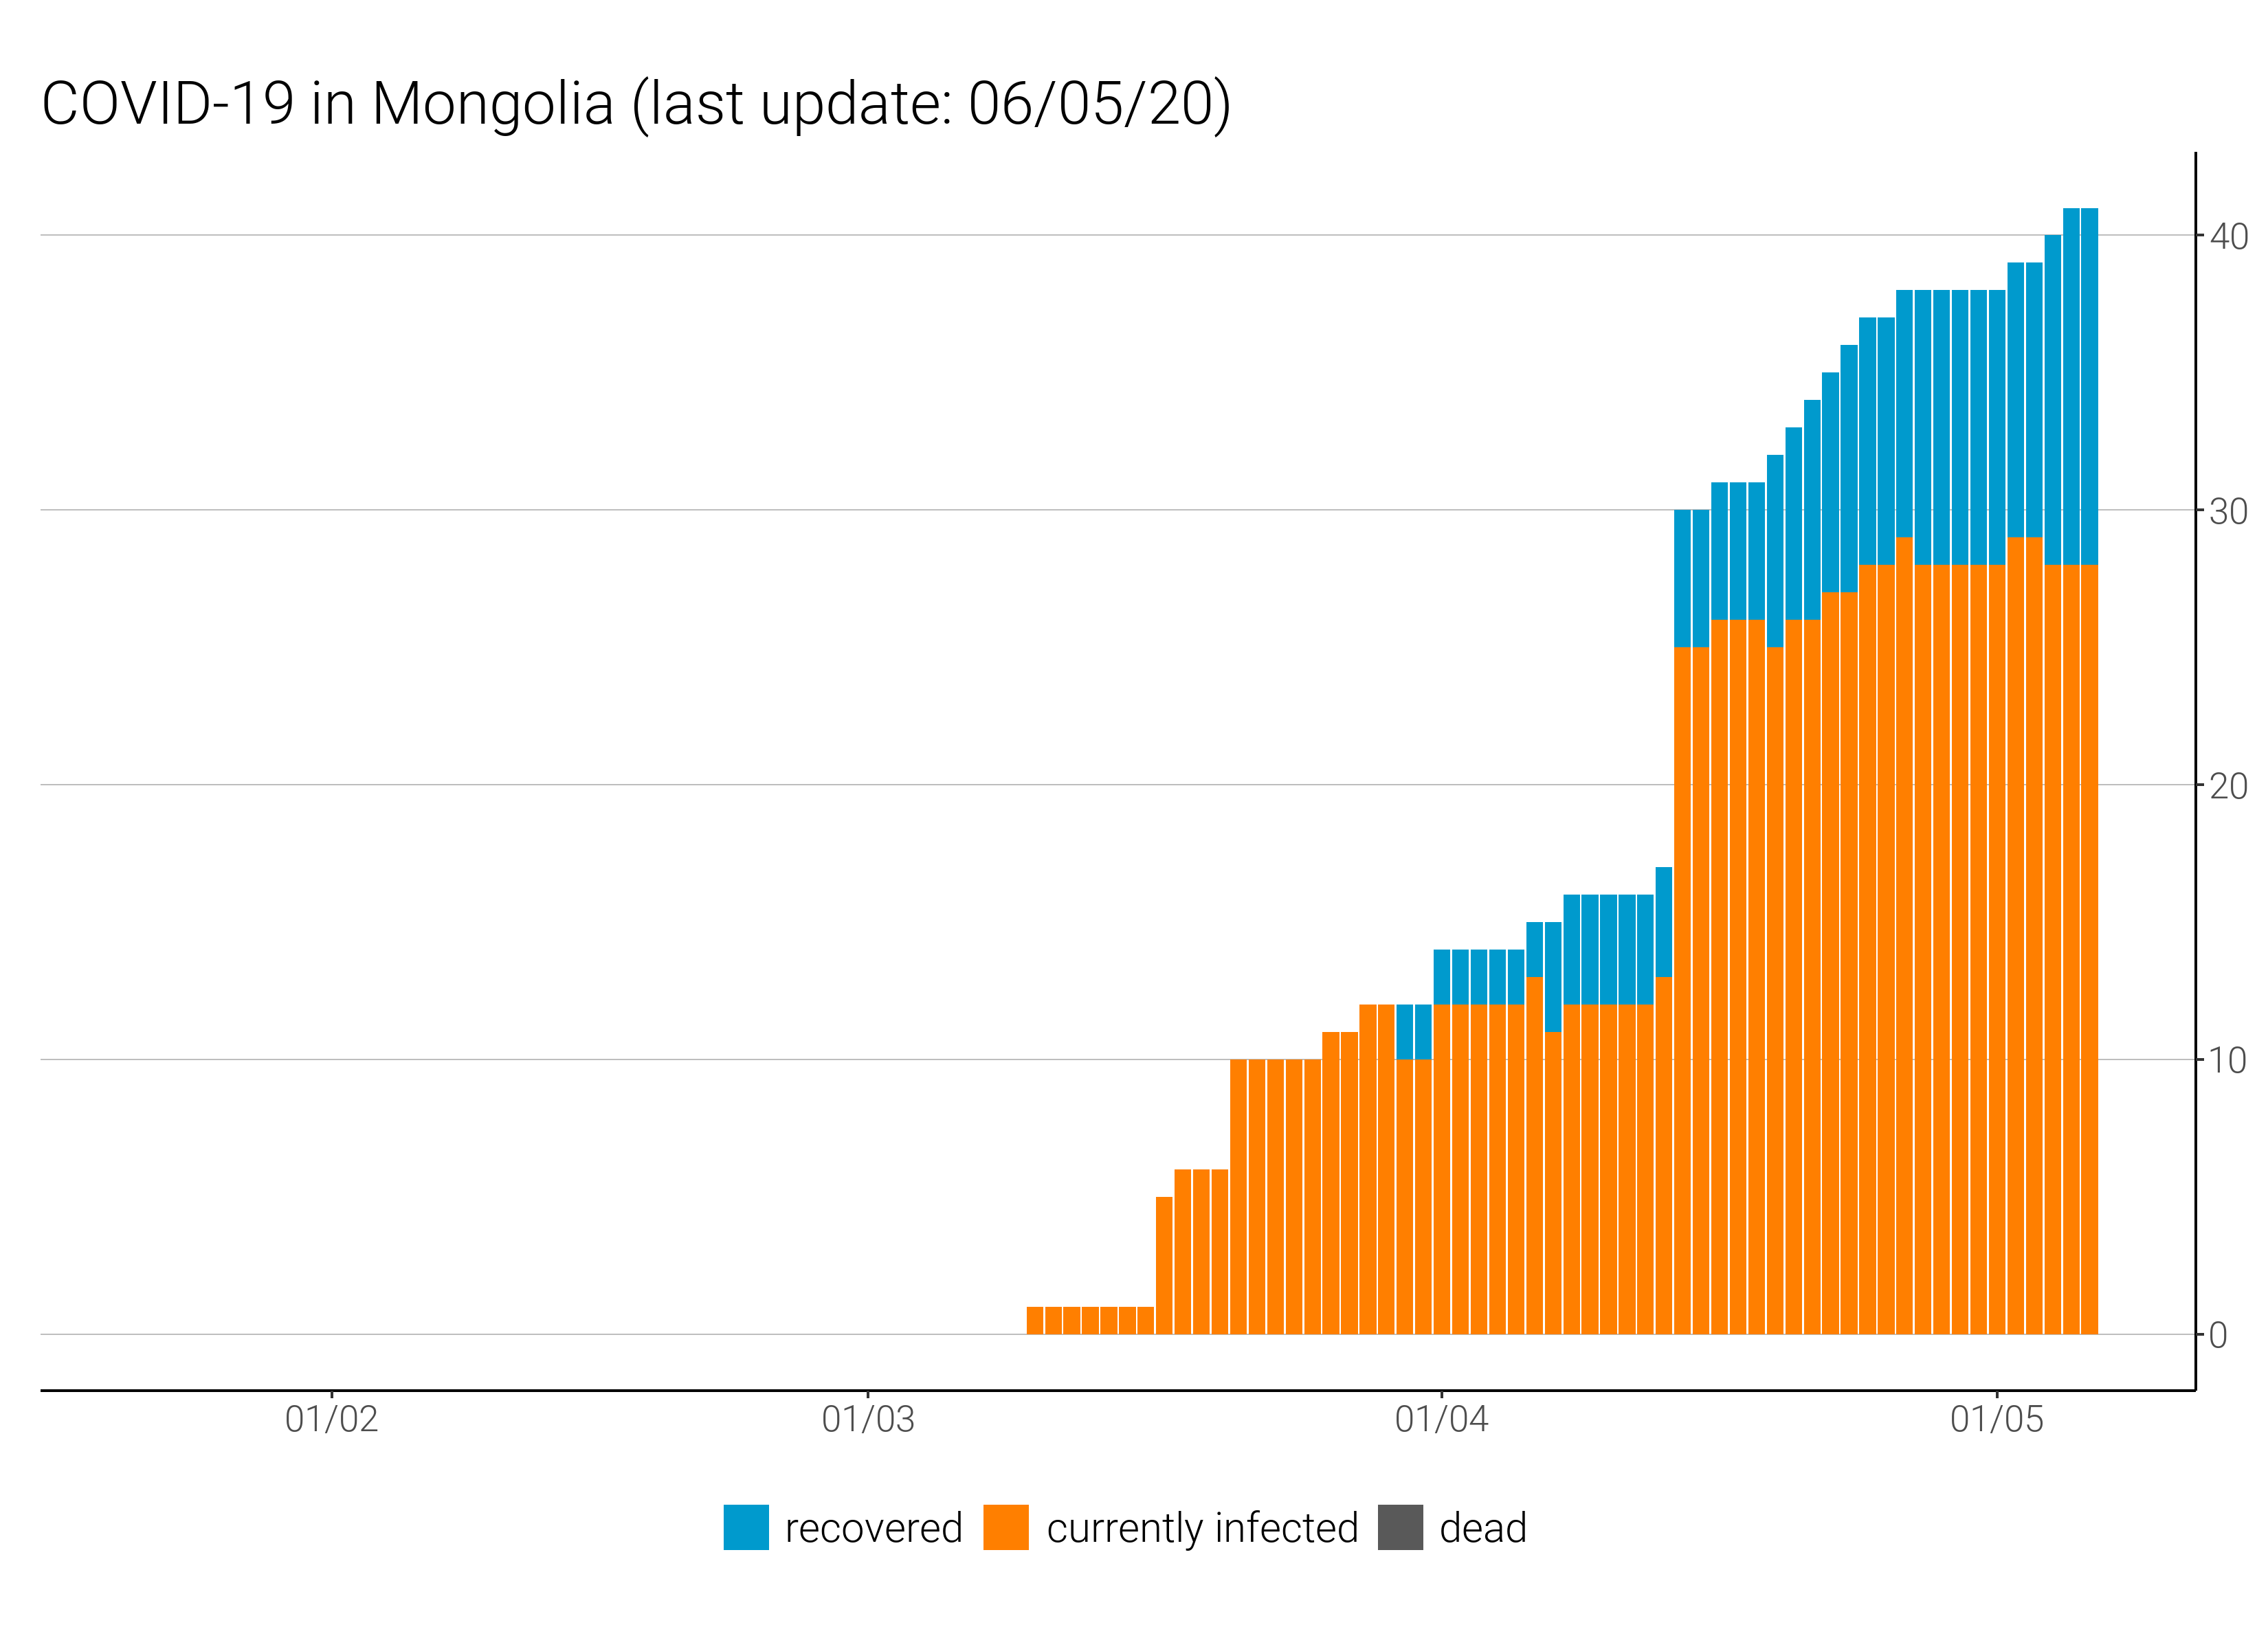 COVID-19 in Mongolia (last update: 06/05/20)
40
30
20
10
0
01/02 01/03 01/04 01/05
recovered currently infected dead